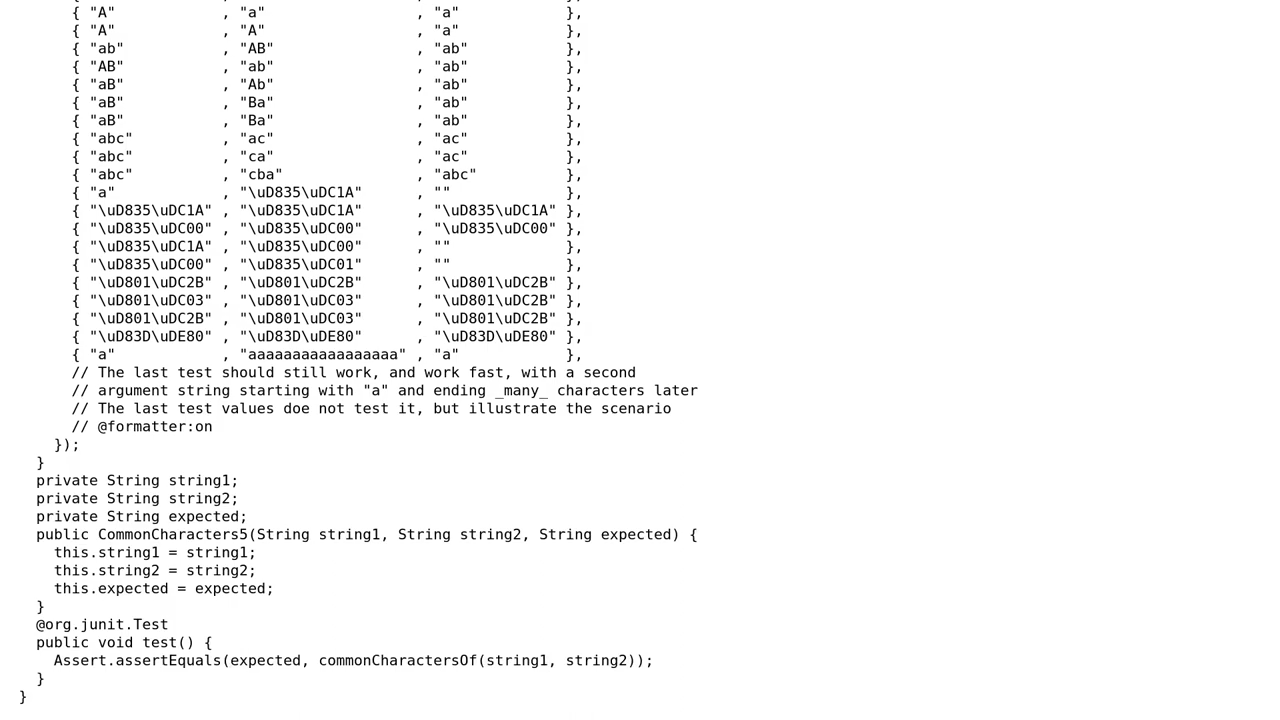 { "A"            , "a"                   , "a"            },
{ "A"            , "A"                   , "a"            },
{ "ab"           , "AB"                  , "ab"           },
{ "AB"           , "ab"                  , "ab"           },
{ "aB"           , "Ab"                  , "ab"           },
{ "aB"           , "Ba"                  , "ab"           },
{ "aB"           , "Ba"                  , "ab"           },
{ "abc"          , "ac"                  , "ac"           },
{ "abc"          , "ca"                  , "ac"           },
{ "abc"          , "cba"                 , "abc"          },
{ "a"            , "\uD835\uDC1A"        , ""             },
{ "\uD835\uDC1A" , "\uD835\uDC1A"        , "\uD835\uDC1A" },
{ "\uD835\uDC00" , "\uD835\uDC00"        , "\uD835\uDC00" },
{ "\uD835\uDC1A" , "\uD835\uDC00"        , ""             },
{ "\uD835\uDC00" , "\uD835\uDC01"        , ""             },
{ "\uD801\uDC2B" , "\uD801\uDC2B"        , "\uD801\uDC2B" },
{ "\uD801\uDC03" , "\uD801\uDC03"        , "\uD801\uDC2B" },
{ "\uD801\uDC2B" , "\uD801\uDC03"        , "\uD801\uDC2B" },
{ "\uD83D\uDE80" , "\uD83D\uDE80"        , "\uD83D\uDE80" },
{ "a"            , "aaaaaaaaaaaaaaaaa" , "a"            },
// The last test should still work, and work fast, with a second
// argument string starting with "a" and ending _many_ characters later
// The last test values doe not test it, but illustrate the scenario
// @formatter:on
});
}
private String string1;
private String string2;
private String expected;
public CommonCharacters5(String string1, String string2, String expected) {
this.string1 = string1;
this.string2 = string2;
this.expected = expected;
}
@org.junit.Test
public void test() {
Assert.assertEquals(expected, commonCharactersOf(string1, string2));
}
}